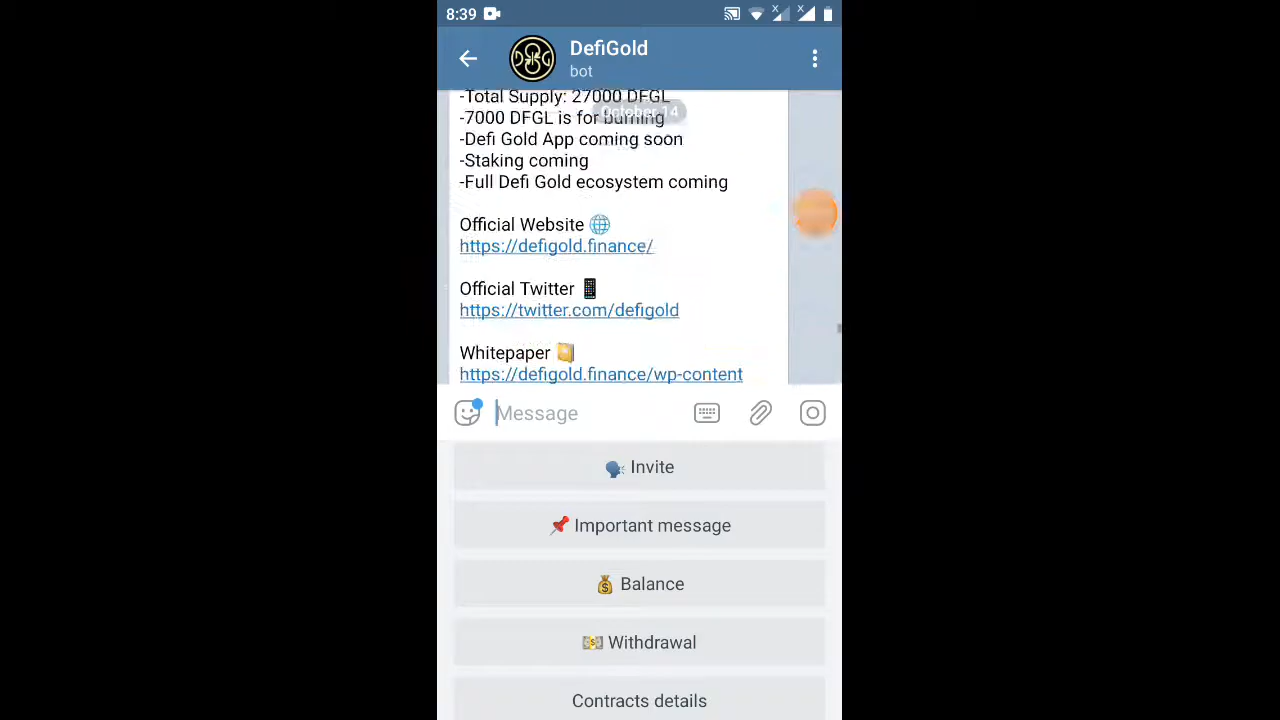 8:39
DefiGold
bot
-Total Supply: 27000 DFGL
October 14
-7000 DFGL is for burning
-Defi Gold App coming soon
-Staking coming
-Full Defi Gold ecosystem coming
Official Website 🌐
https://defigold.finance/
Official Twitter 📱
https://twitter.com/defigold
Whitepaper 📒
https://defigold.finance/wp-content
Message
🗣 Invite
📌 Important message
💰 Balance
💵 Withdrawal
Contracts details